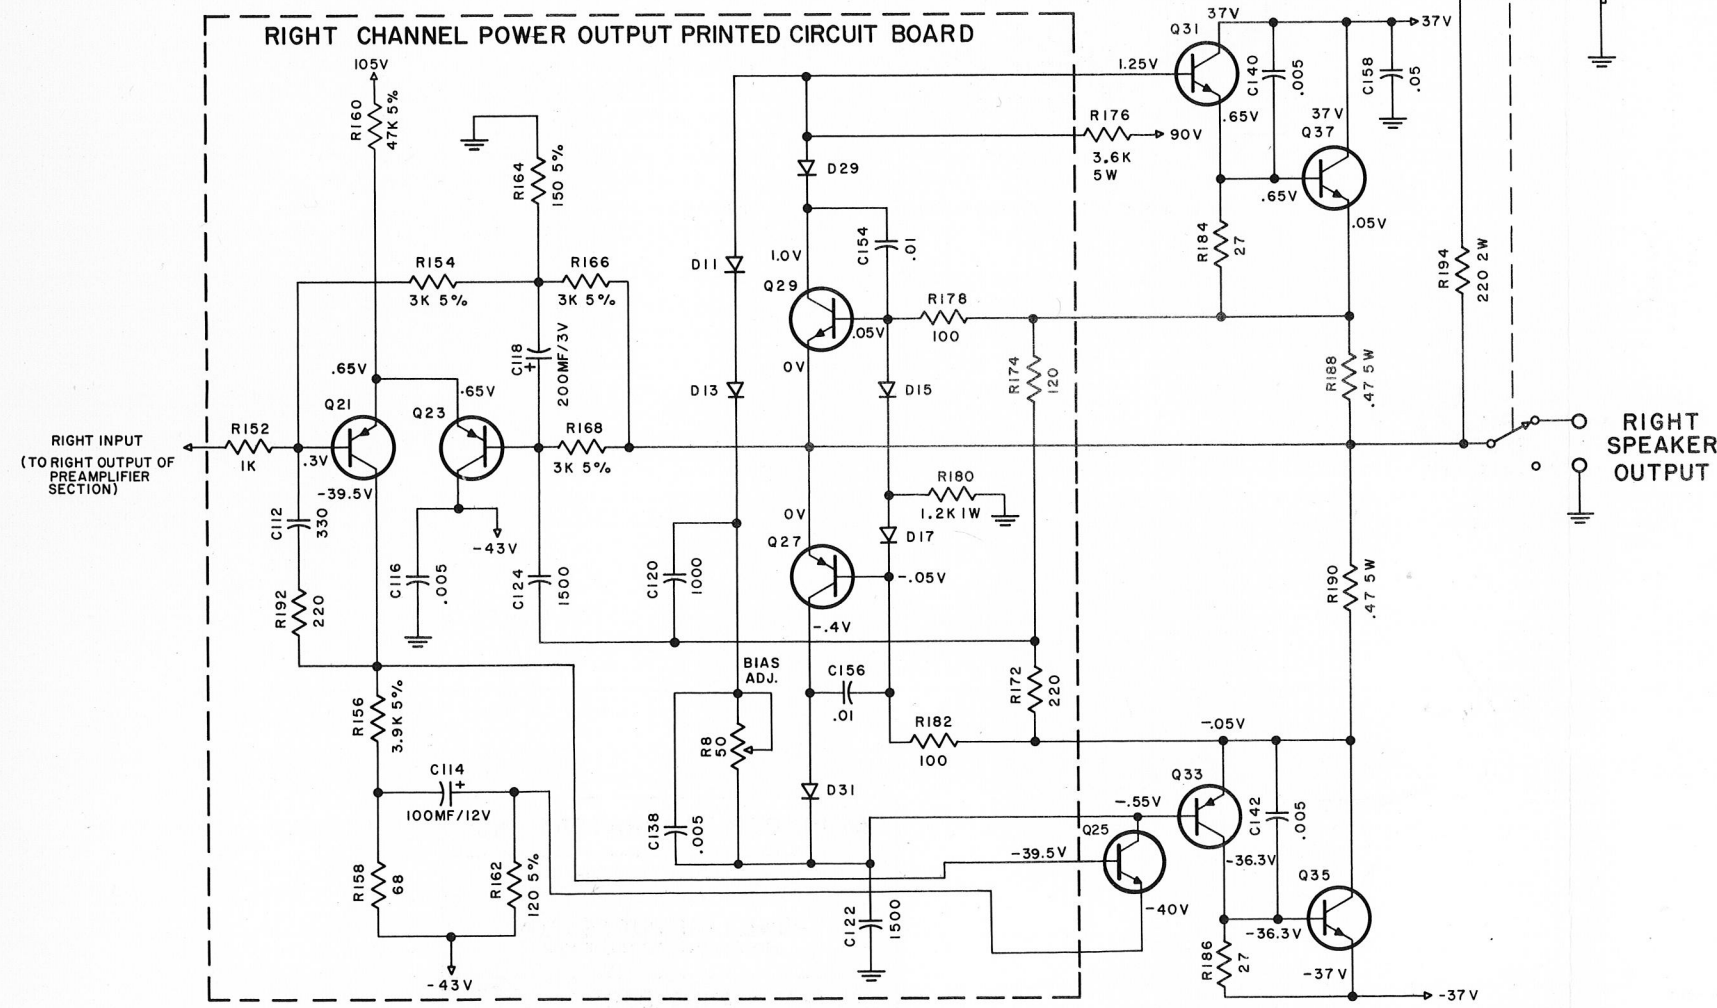 RIGHT CHANNEL POWER OUTPUT PRINTED CIRCUIT BOARD
105V
R160
47K 5%
R164
150 5%
R154
3K 5%
R166
3K 5%
C118
+
200MF/3V
.65V
.65V
Q21
Q23
R152
1K
.3V
-39.5V
RIGHT INPUT
(TO RIGHT OUTPUT OF
PREAMPLIFIER
SECTION)
R168
3K 5%
C112
330
R192
220
-43V
C116
.005
C124
1500
C120
1000
R156
3.9K 5%
C114
+
100MF/12V
R158
68
R162
120 5%
-43V
D11
D13
BIAS
ADJ.
R8
50
C138
.005
D29
1.0V
C154
.01
Q29
.05V
0V
R178
100
D15
R174
120
R180
1.2K 1W
D17
0V
Q27
-.05V
-.4V
C156
.01
R182
100
R172
220
D31
C122
1500
1.25V
R176
3.6K
5W
90V
Q31
37V
37V
C140
.005
C158
.05
.65V
37V
Q37
.65V
.05V
R184
27
R188
.47 5W
R194
220 2W
RIGHT
SPEAKER
OUTPUT
R190
.47 5W
-.05V
Q33
-.55V
Q25
-39.5V
C142
.005
-36.3V
-40V
Q35
-36.3V
R186
27
-37V
-37V